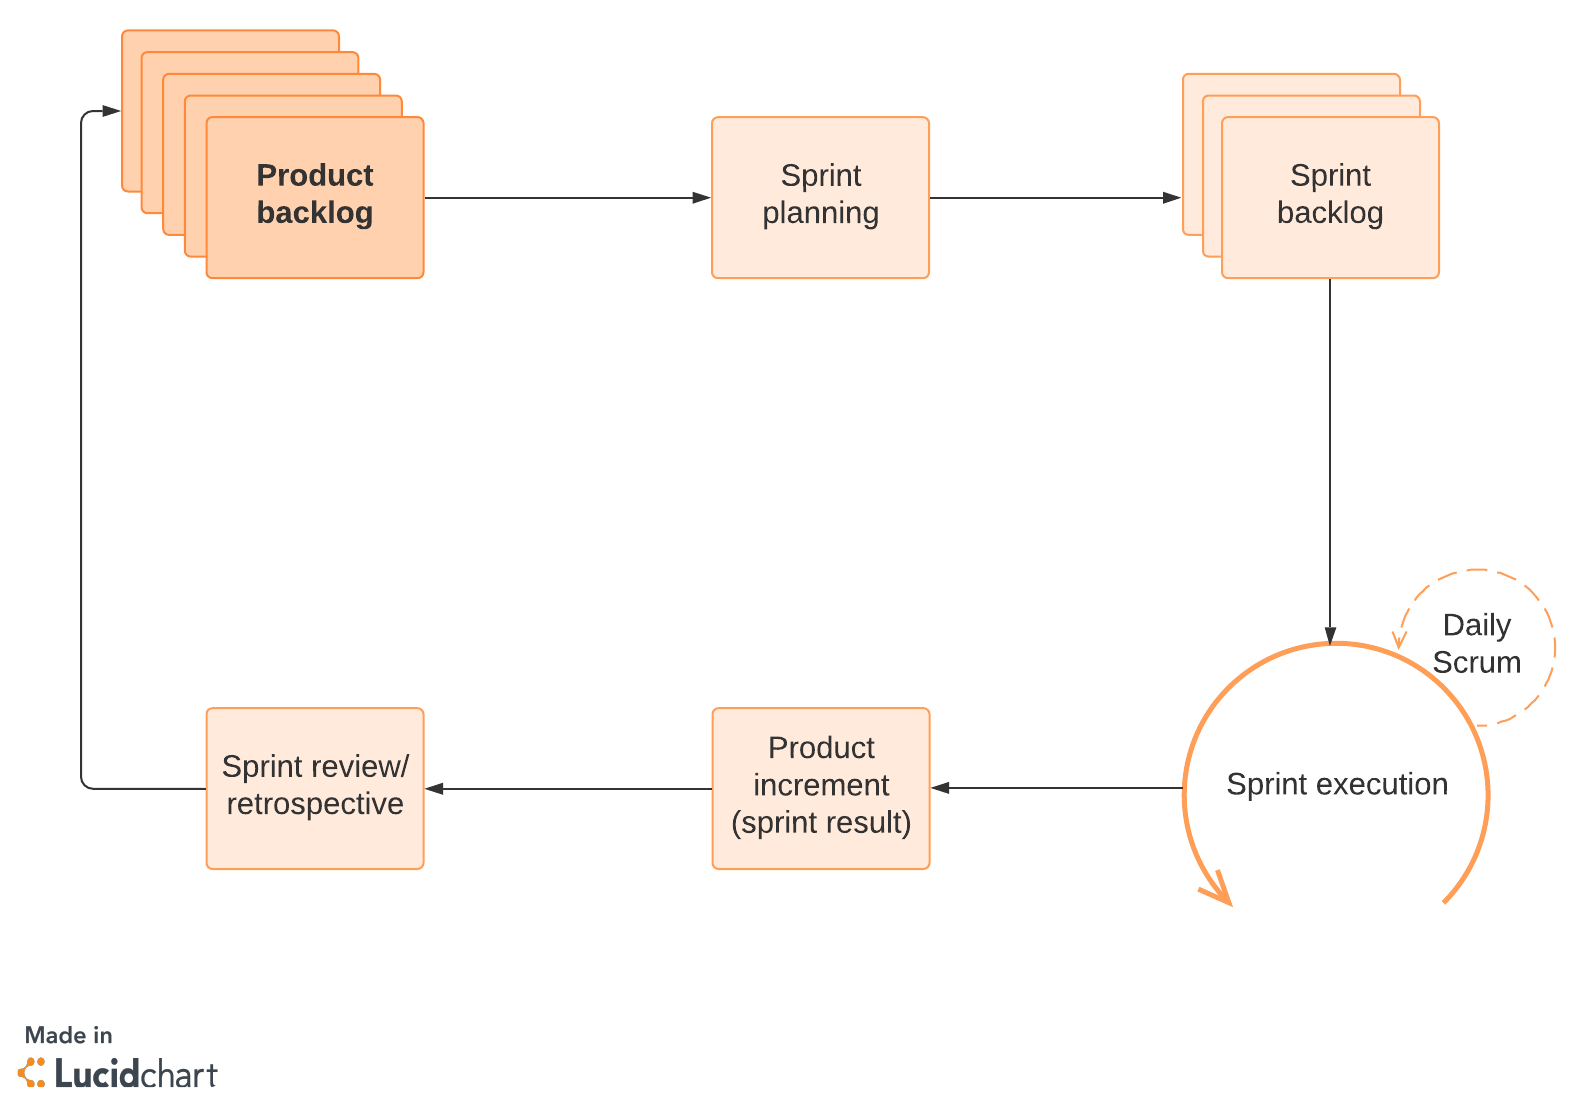 Product
backlog
Sprint
planning
Sprint
backlog
Daily
Scrum
Sprint execution
Product
increment
(sprint result)
Sprint review/
retrospective
Made in
Lucidchart